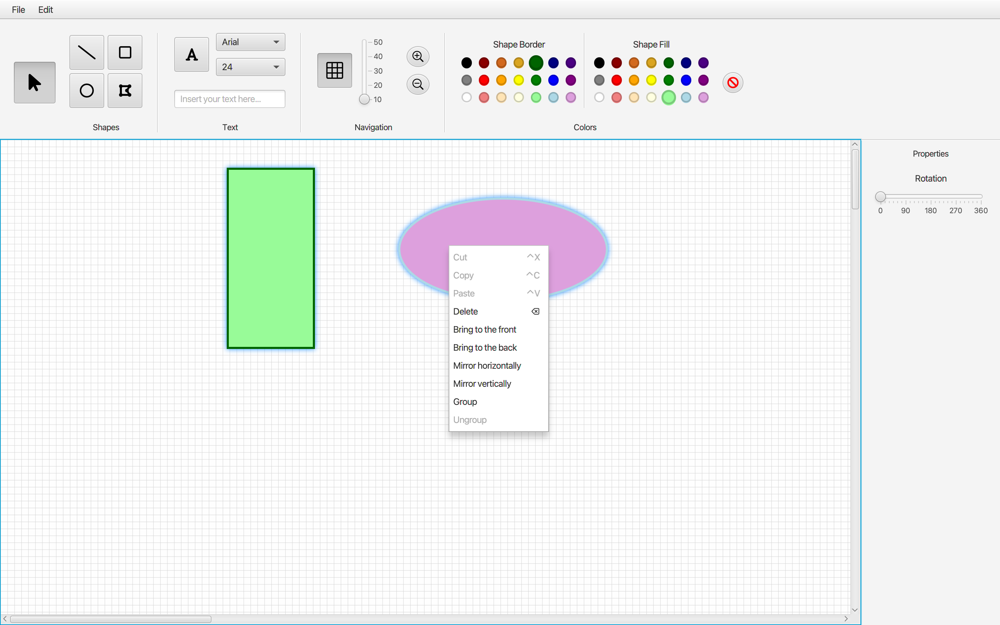 File Edit
A
Arial
24
Insert your text here...
50
40
30
20
10
Shape Border
Shape Fill
Shapes
Text
Navigation
Colors
Properties
Rotation
0 90 180 270 360
Cut ^X
Copy ^C
Paste ^V
Delete ⌫
Bring to the front
Bring to the back
Mirror horizontally
Mirror vertically
Group
Ungroup